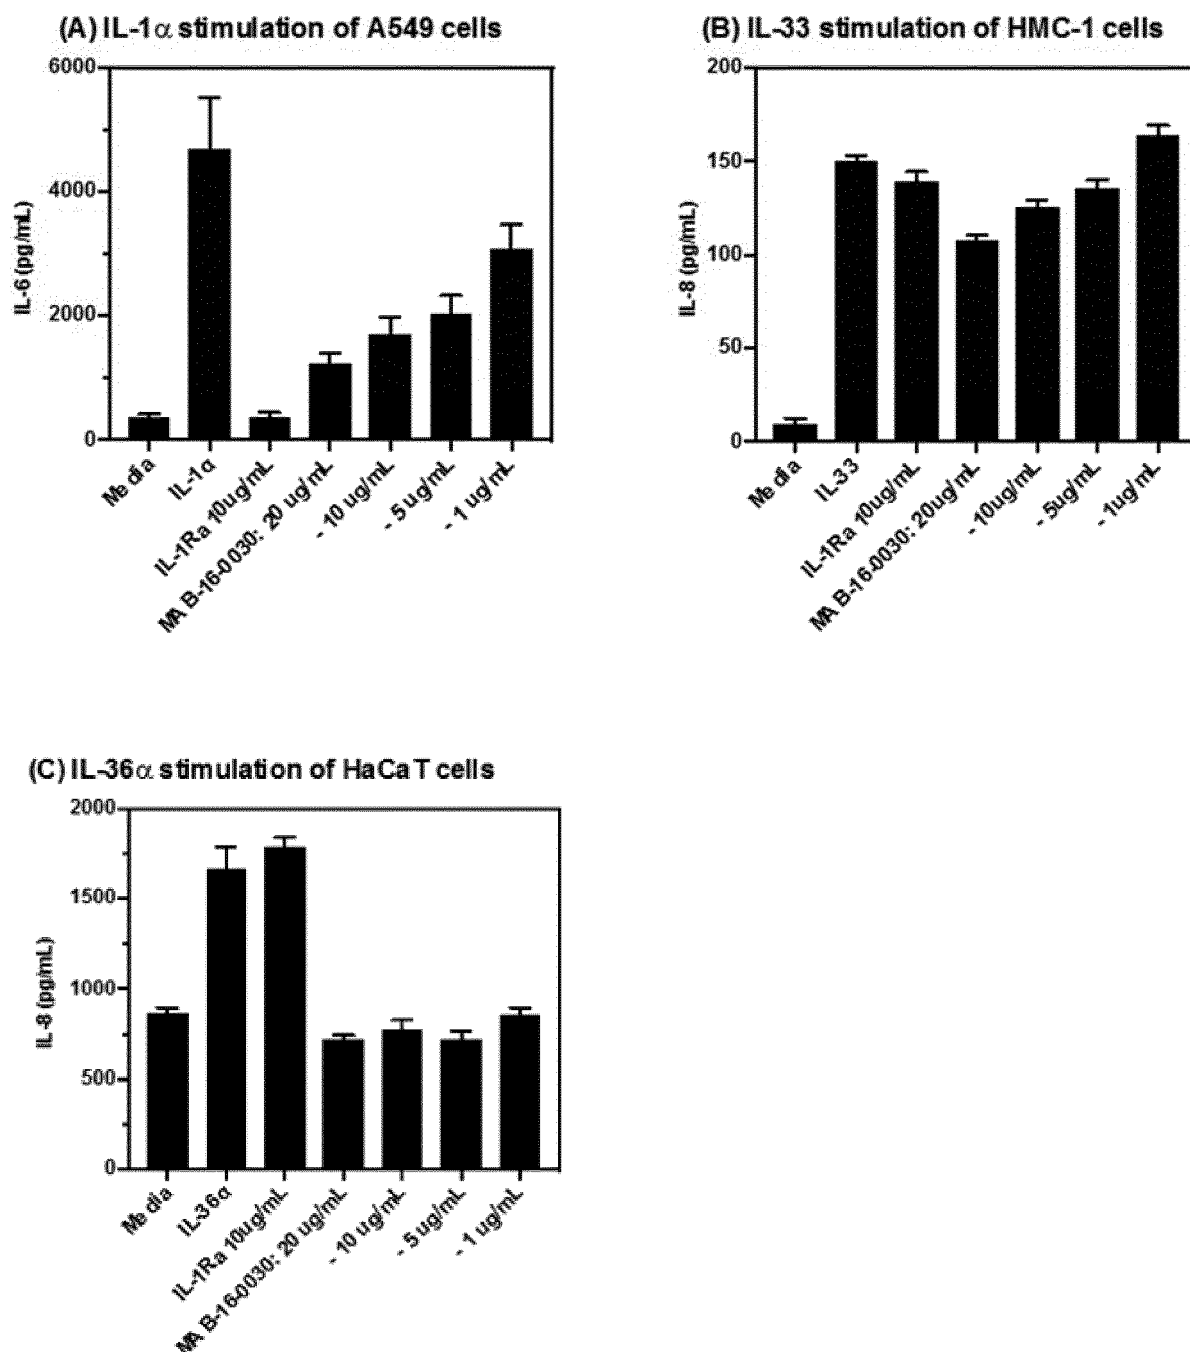 (A) IL-1α stimulation of A549 cells
6000
4000
2000
0
IL-6 (pg/mL)
Media
IL-1α
IL-1Ra 10ug/mL
MAB-16-0030: 20 ug/mL
- 10 ug/mL
- 5 ug/mL
- 1 ug/mL
(B) IL-33 stimulation of HMC-1 cells
200
150
100
50
0
IL-8 (pg/mL)
Media
IL-33
IL-1Ra 10ug/mL
MAB-16-0030: 20ug/mL
- 10ug/mL
- 5ug/mL
- 1ug/mL
(C) IL-36α stimulation of HaCaT cells
2000
1500
1000
500
0
IL-8 (pg/mL)
Media
IL-36α
IL-1Ra 10ug/mL
MAB-16-0030: 20 ug/mL
- 10 ug/mL
- 5 ug/mL
- 1 ug/mL